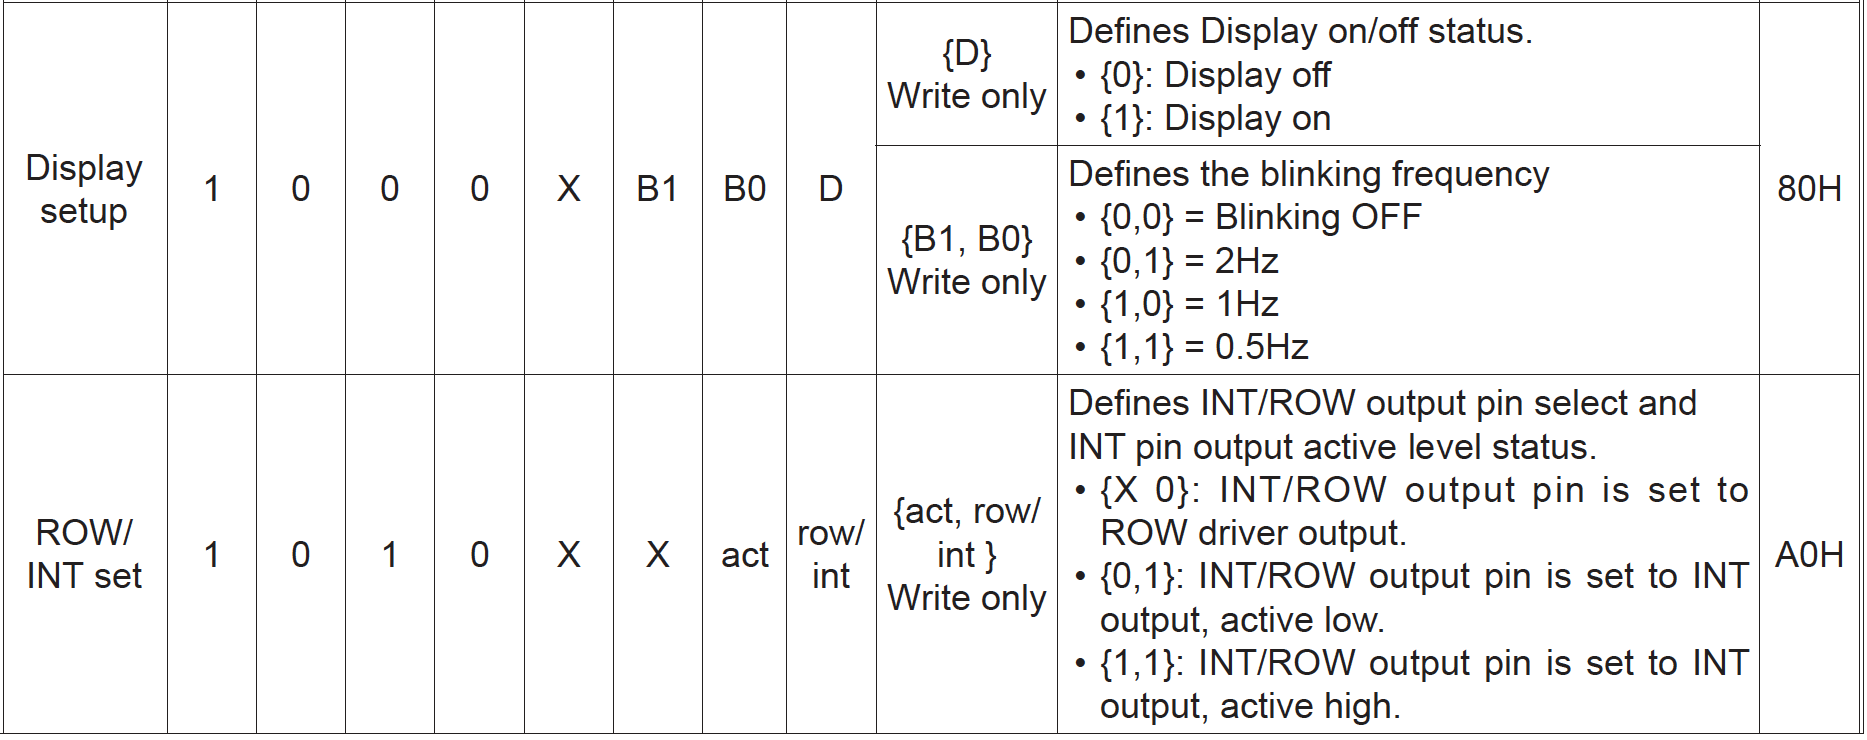 Display
setup
1
0
0
0
X
B1
B0
D
{D}
Write only
Defines Display on/off status.
• {0}: Display off
• {1}: Display on
{B1, B0}
Write only
Defines the blinking frequency
• {0,0} = Blinking OFF
• {0,1} = 2Hz
• {1,0} = 1Hz
• {1,1} = 0.5Hz
80H
ROW/
INT set
1
0
1
0
X
X
act
row/
int
{act, row/
int }
Write only
Defines INT/ROW output pin select and
INT pin output active level status.
• {X 0}: INT/ROW output pin is set to
ROW driver output.
• {0,1}: INT/ROW output pin is set to INT
output, active low.
• {1,1}: INT/ROW output pin is set to INT
output, active high.
A0H